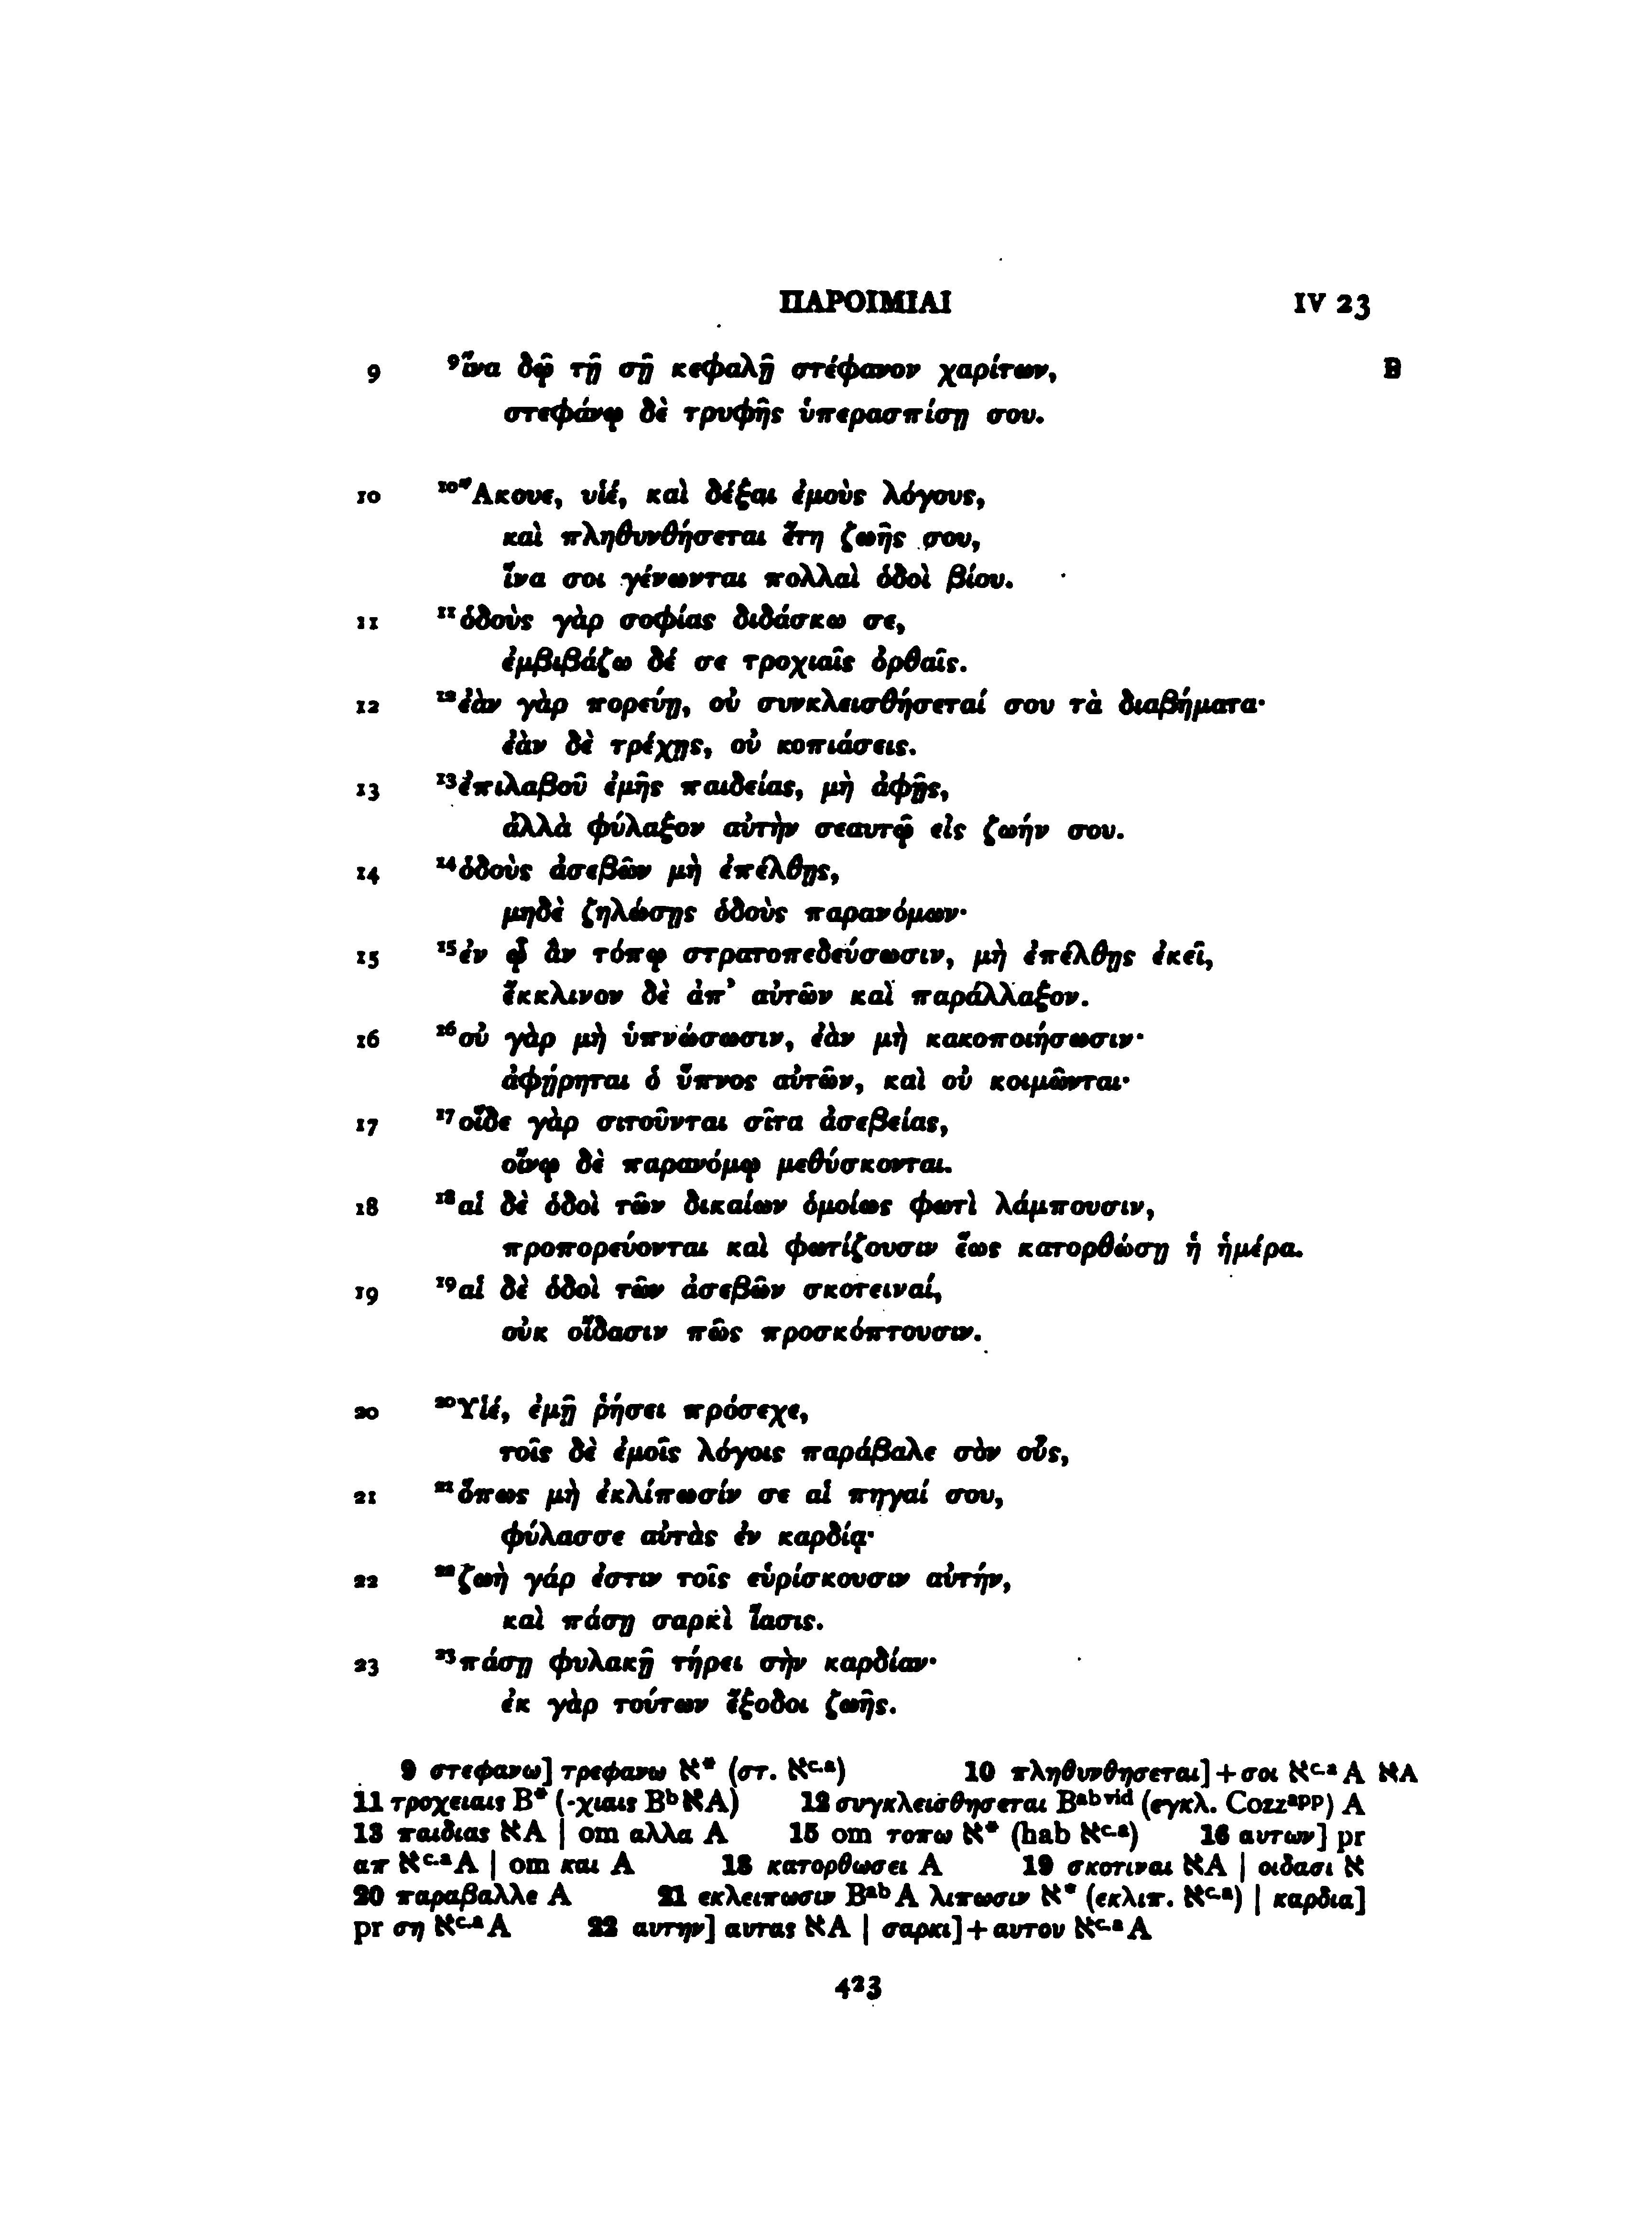 ΠΑΡΟΙΜΙΑΙ IV 23
9 ⁹ἵνα δῷ τῇ σῇ κεφαλῇ στέφανον χαρίτων, B
στεφάνῳ δὲ τρυφῆς ὑπερασπίσῃ σου.
10 ¹⁰Ἄκουε, υἱέ, καὶ δέξαι ἐμοὺς λόγους,
καὶ πληθυνθήσεται ἔτη ζωῆς σου,
ἵνα σοι γένωνται πολλαὶ ὁδοὶ βίου.
11 ¹¹ὁδοὺς γὰρ σοφίας διδάσκω σε,
ἐμβιβάζω δέ σε τροχιαῖς ὀρθαῖς.
12 ¹²ἐὰν γὰρ πορεύῃ, οὐ συνκλεισθήσεταί σου τὰ διαβήματα·
ἐὰν δὲ τρέχῃς, οὐ κοπιάσεις.
13 ¹³ἐπιλαβοῦ ἐμῆς παιδείας, μὴ ἀφῇς,
ἀλλὰ φύλαξον αὐτὴν σεαυτῷ εἰς ζωήν σου.
14 ¹⁴ὁδοὺς ἀσεβῶν μὴ ἐπέλθῃς,
μηδὲ ζηλώσῃς ὁδοὺς παρανόμων·
15 ¹⁵ἐν ᾧ ἂν τόπῳ στρατοπεδεύσωσιν, μὴ ἐπέλθῃς ἐκεῖ,
ἔκκλινον δὲ ἀπ’ αὐτῶν καὶ παράλλαξον.
16 ¹⁶οὐ γὰρ μὴ ὑπνώσωσιν, ἐὰν μὴ κακοποιήσωσιν·
ἀφῄρηται ὁ ὕπνος αὐτῶν, καὶ οὐ κοιμῶνται·
17 ¹⁷οἵδε γὰρ σιτοῦνται σῖτα ἀσεβείας,
οἴνῳ δὲ παρανόμῳ μεθύσκονται.
18 ¹⁸αἱ δὲ ὁδοὶ τῶν δικαίων ὁμοίως φωτὶ λάμπουσιν,
προπορεύονται καὶ φωτίζουσιν ἕως κατορθώσῃ ἡ ἡμέρα.
19 ¹⁹αἱ δὲ ὁδοὶ τῶν ἀσεβῶν σκοτειναί,
οὐκ οἴδασιν πῶς προσκόπτουσιν.
20 ²⁰Υἱέ, ἐμῇ ῥήσει πρόσεχε,
τοῖς δὲ ἐμοῖς λόγοις παράβαλε σὸν οὖς,
21 ²¹ὅπως μὴ ἐκλίπωσίν σε αἱ πηγαί σου,
φύλασσε αὐτὰς ἐν καρδίᾳ·
22 ²²ζωὴ γάρ ἐστιν τοῖς εὑρίσκουσιν αὐτήν,
καὶ πάσῃ σαρκὶ ἴασις.
23 ²³πάσῃ φυλακῇ τήρει σὴν καρδίαν·
ἐκ γὰρ τούτων ἔξοδοι ζωῆς.
9 στεφανω] τρεφανω ℵ* (στ. ℵᶜ·ᵃ) 10 πληθυνθησεται]+σοι ℵᶜ·ᵃ A ℵA
11 τροχειαις B* (-χιαις Bᵇ ℵA) 12 συγκλεισθησεται Bᵃᵇᵛⁱᵈ (εγκλ. Cozzᵃᵖᵖ) A
13 παιδιας ℵA | om αλλα A 15 om τοπω ℵ* (hab ℵᶜ·ᵃ) 16 αυτων] pr
απ ℵᶜ·ᵃ A | om και A 18 κατορθωσει A 19 σκοτιναι ℵA | οιδασι ℵ
20 παραβαλλε A 21 εκλειπωσιν Bᵃᵇ A λιπωσιν ℵ* (εκλιπ. ℵᶜ·ᵃ) | καρδια]
pr ση ℵᶜ·ᵃ A 22 αυτην] αυτας ℵA | σαρκι]+αυτου ℵᶜ·ᵃ A
423